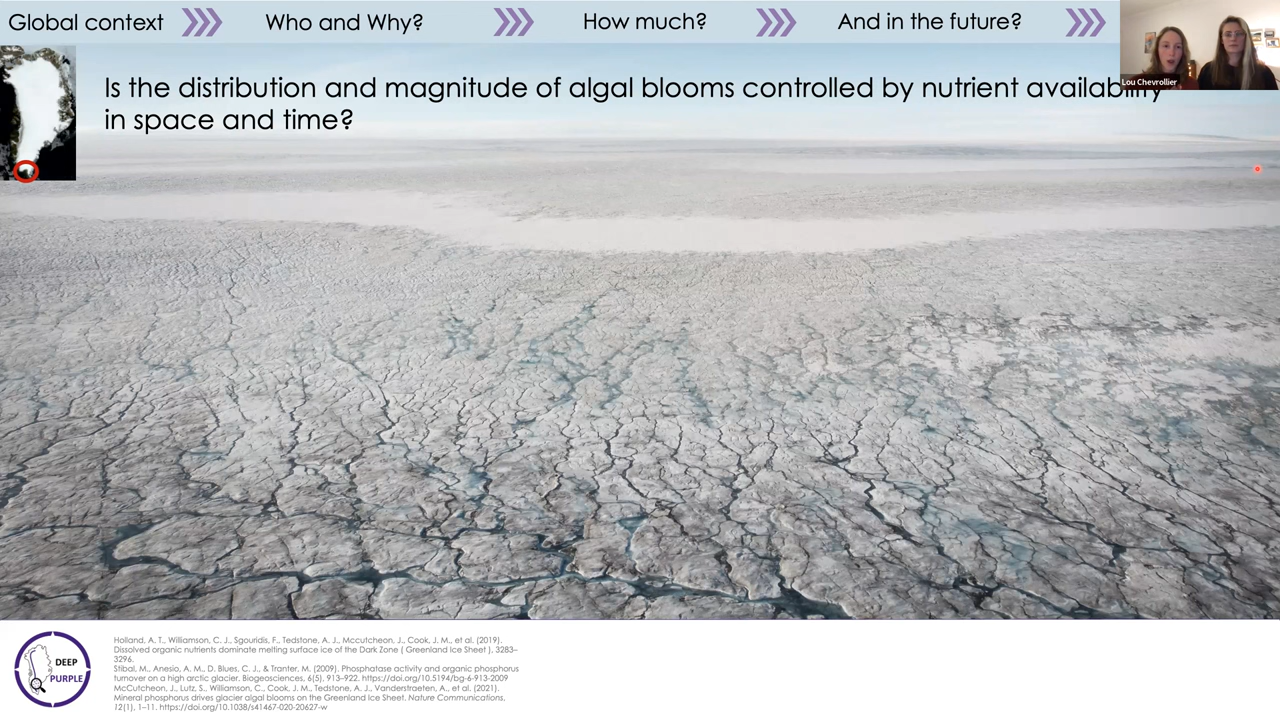 Global context
Who and Why?
How much?
And in the future?
Lou Chevrollier
Is the distribution and magnitude of algal blooms controlled by nutrient availability
in space and time?
DEEP
PURPLE
Holland, A. T., Williamson, C. J., Sgouridis, F., Tedstone, A. J., Mccutcheon, J., Cook, J. M., et al. (2019).
Dissolved organic nutrients dominate melting surface ice of the Dark Zone ( Greenland Ice Sheet ), 3283–
3296.
Stibal, M., Anesio, A. M., D. Blues, C. J., & Tranter, M. (2009). Phosphatase activity and organic phosphorus
turnover on a high arctic glacier. Biogeosciences, 6(5). 913–922. https://doi.org/10.5194/bg-6-913-2009
McCutcheon, J., Lutz, S., Williamson, C., Cook, J. M., Tedstone, A. J., Vanderstraeten, A., et al. (2021).
Mineral phosphorus drives glacier algal blooms on the Greenland Ice Sheet. Nature Communications,
12(1), 1–11. https://doi.org/10.1038/s41467-020-20627-w